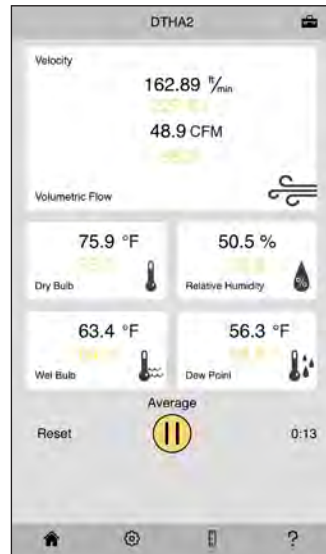 DTHA2
Velocity
162.89 ft/min
48.9 CFM
Volumetric Flow
75.9 °F
Dry Bulb
50.5 %
Relative Humidity
%
63.4 °F
Wet Bulb
56.3 °F
Dew Point
Average
Reset
0:13
?